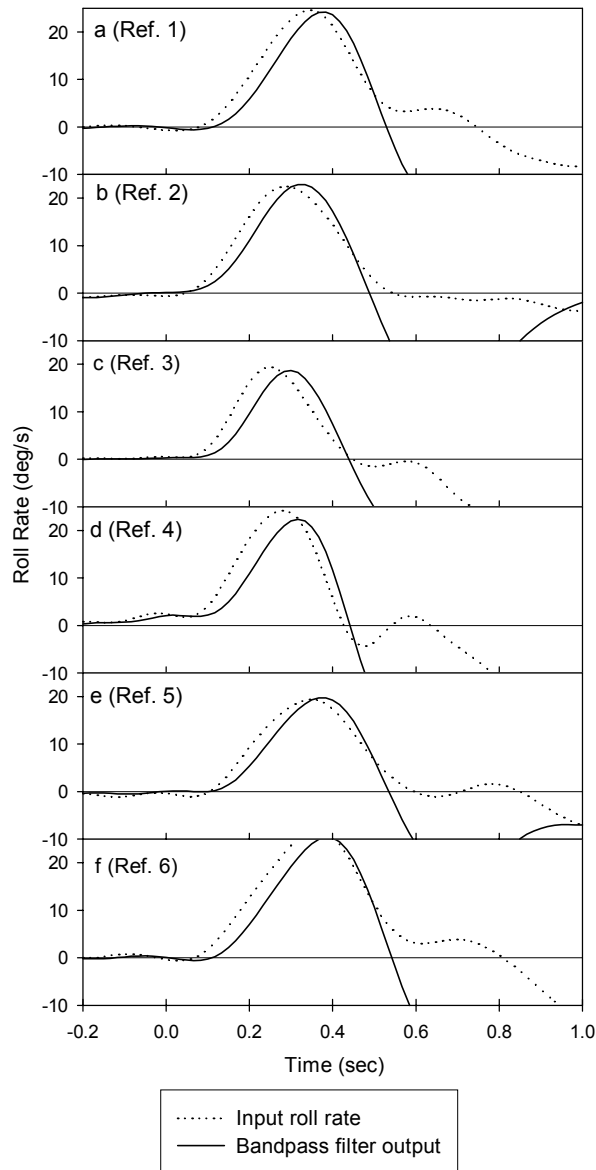 a (Ref. 1)
20
10
0
-10
b (Ref. 2)
20
10
0
-10
c (Ref. 3)
20
10
0
-10
d (Ref. 4)
20
10
0
-10
e (Ref. 5)
20
10
0
-10
f (Ref. 6)
20
10
0
-10
Roll Rate (deg/s)
-0.2 0.0 0.2 0.4 0.6 0.8 1.0
Time (sec)
Input roll rate
Bandpass filter output